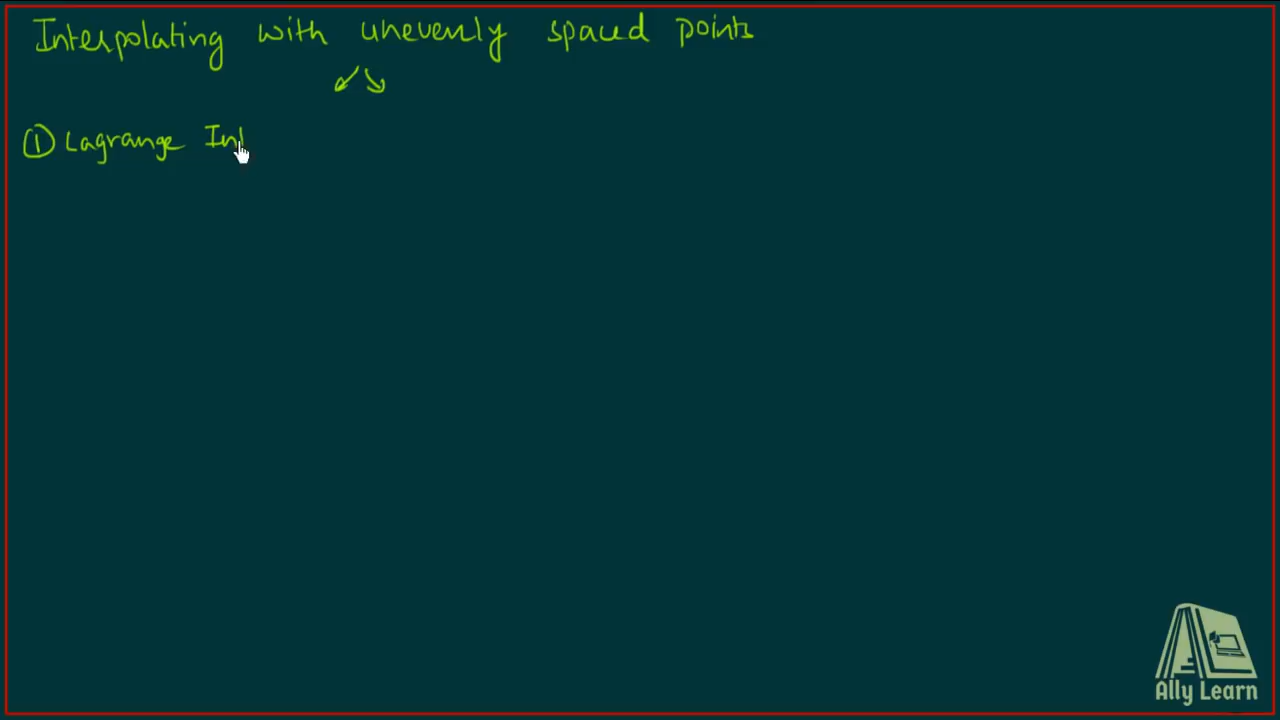 Interpolating with unevenly spaced points
① Lagrange Int
Ally Learn